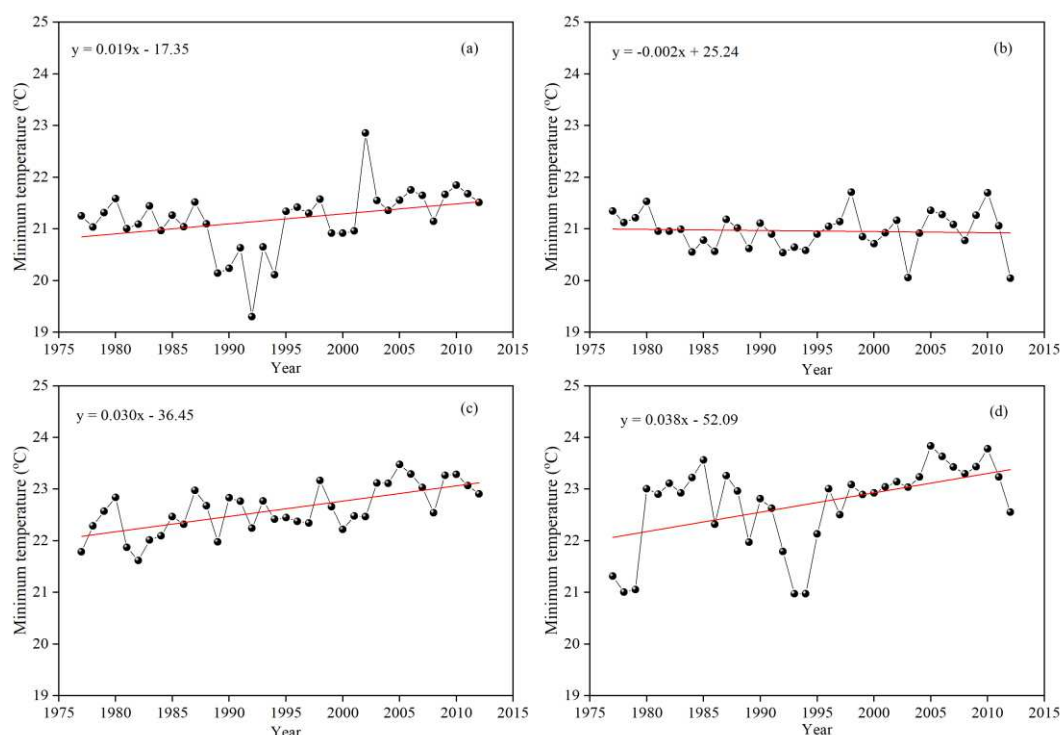 y = 0.019x - 17.35
(a)
Minimum temperature (°C)
25
24
23
22
21
20
19
1975 1980 1985 1990 1995 2000 2005 2010 2015
Year
y = -0.002x + 25.24
(b)
Minimum temperature (°C)
25
24
23
22
21
20
19
1975 1980 1985 1990 1995 2000 2005 2010 2015
Year
y = 0.030x - 36.45
(c)
Minimum temperature (°C)
25
24
23
22
21
20
19
1975 1980 1985 1990 1995 2000 2005 2010 2015
Year
y = 0.038x - 52.09
(d)
Minimum temperature (°C)
25
24
23
22
21
20
19
1975 1980 1985 1990 1995 2000 2005 2010 2015
Year